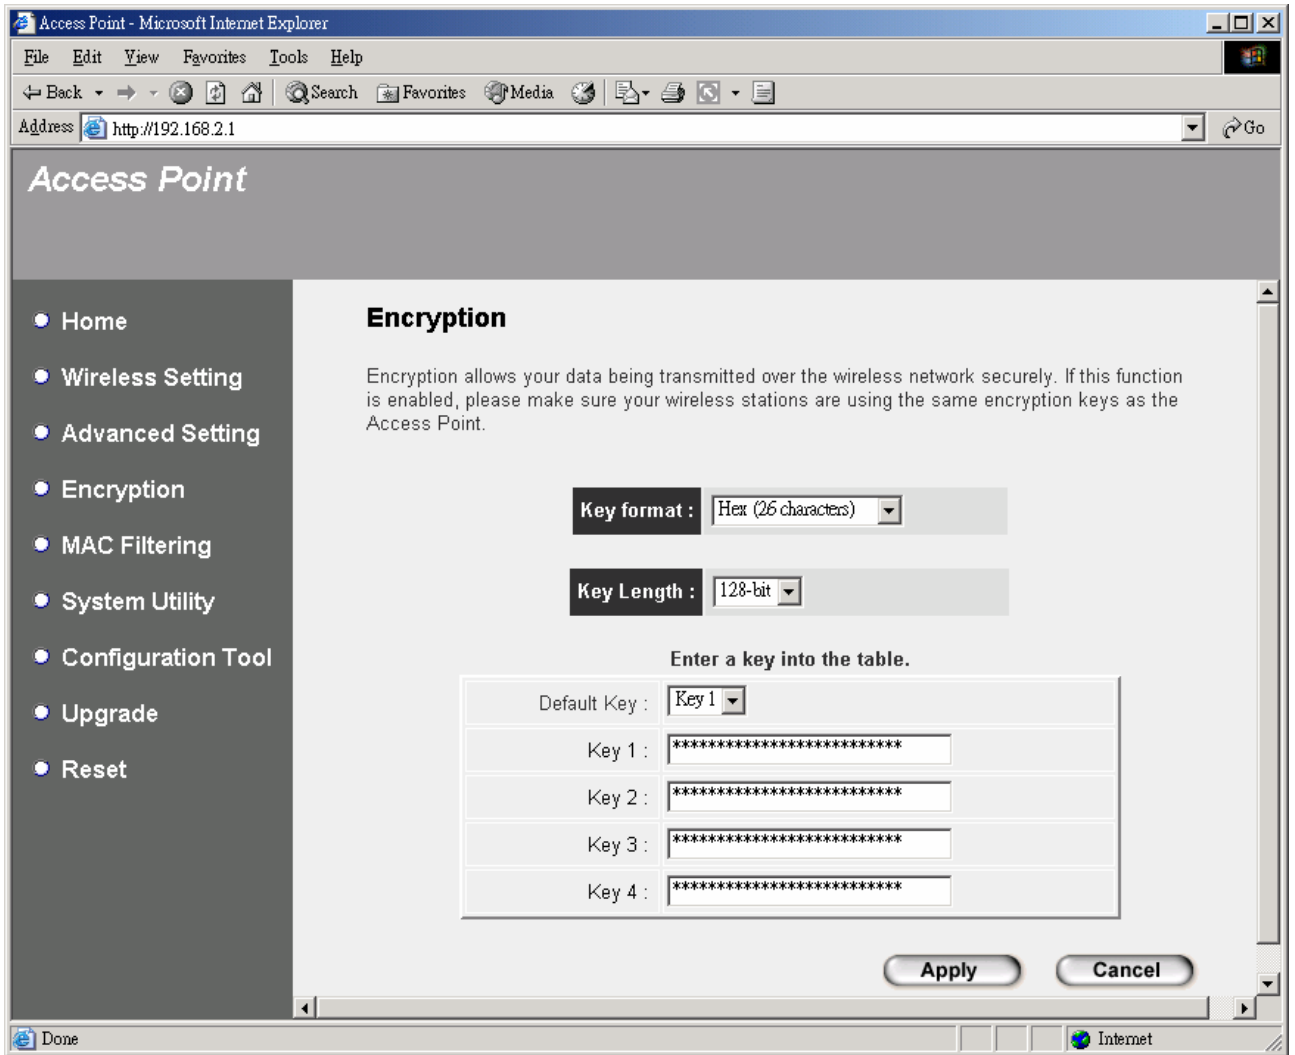 Access Point - Microsoft Internet Explorer
File Edit View Favorites Tools Help
Back Search Favorites Media
Address http://192.168.2.1 Go
Access Point
Home
Wireless Setting
Advanced Setting
Encryption
MAC Filtering
System Utility
Configuration Tool
Upgrade
Reset
Encryption
Encryption allows your data being transmitted over the wireless network securely. If this function
is enabled, please make sure your wireless stations are using the same encryption keys as the
Access Point.
Key format : Hex (26 characters)
Key Length : 128-bit
Enter a key into the table.
Default Key : Key 1
Key 1 : **************************
Key 2 : **************************
Key 3 : **************************
Key 4 : **************************
Apply Cancel
Done Internet